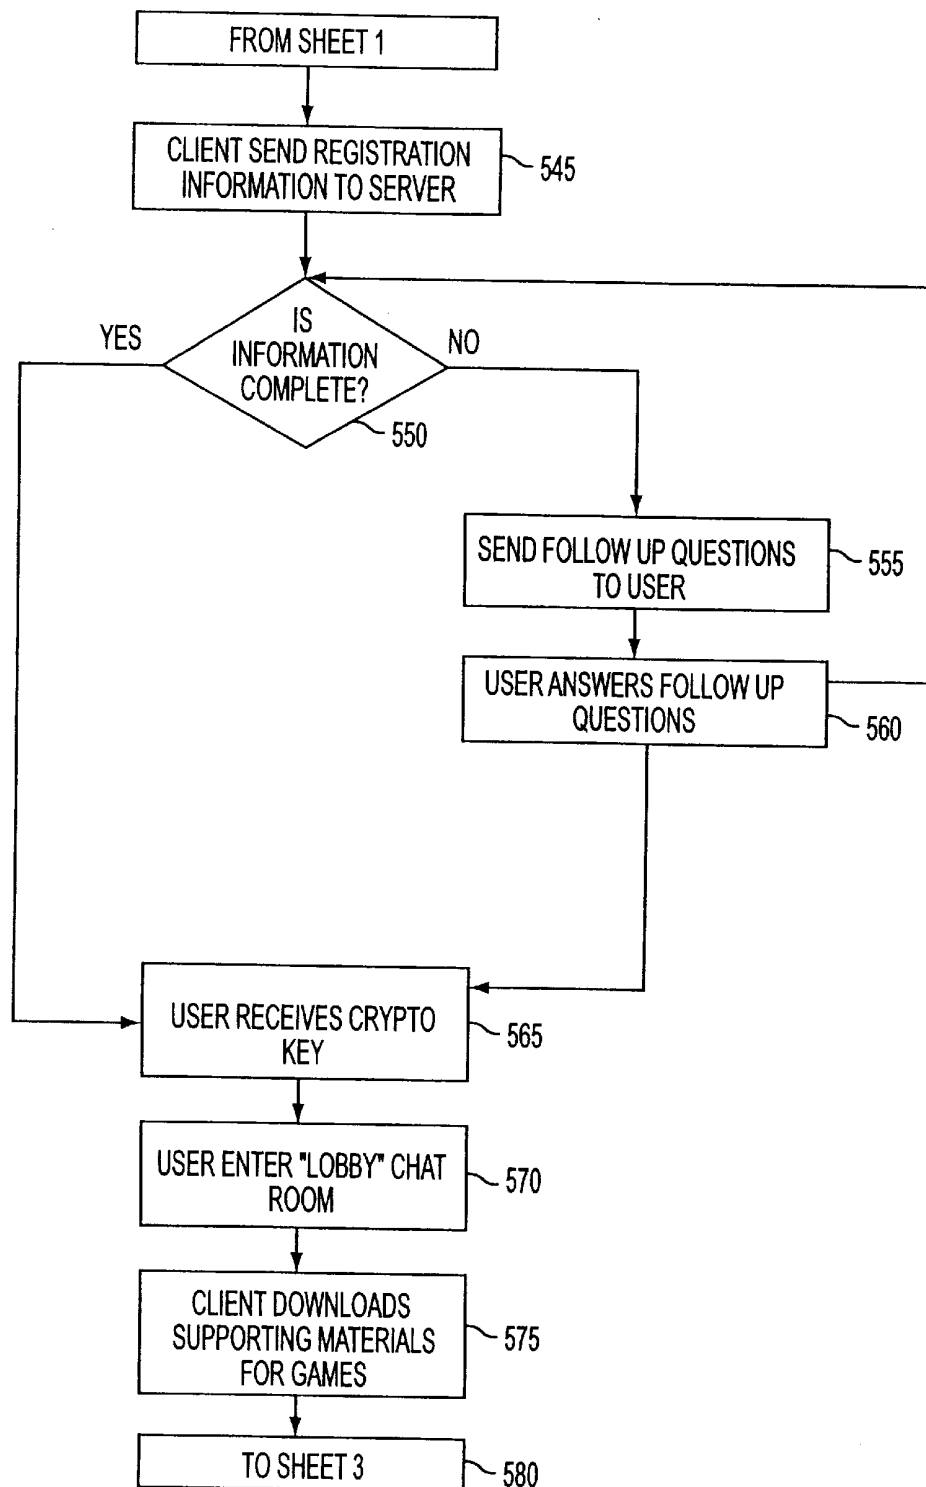 FROM SHEET 1
CLIENT SEND REGISTRATION
INFORMATION TO SERVER
545
IS
INFORMATION
COMPLETE?
YES
NO
550
SEND FOLLOW UP QUESTIONS
TO USER
555
USER ANSWERS FOLLOW UP
QUESTIONS
560
USER RECEIVES CRYPTO
KEY
565
USER ENTER "LOBBY" CHAT
ROOM
570
CLIENT DOWNLOADS
SUPPORTING MATERIALS
FOR GAMES
575
TO SHEET 3
580